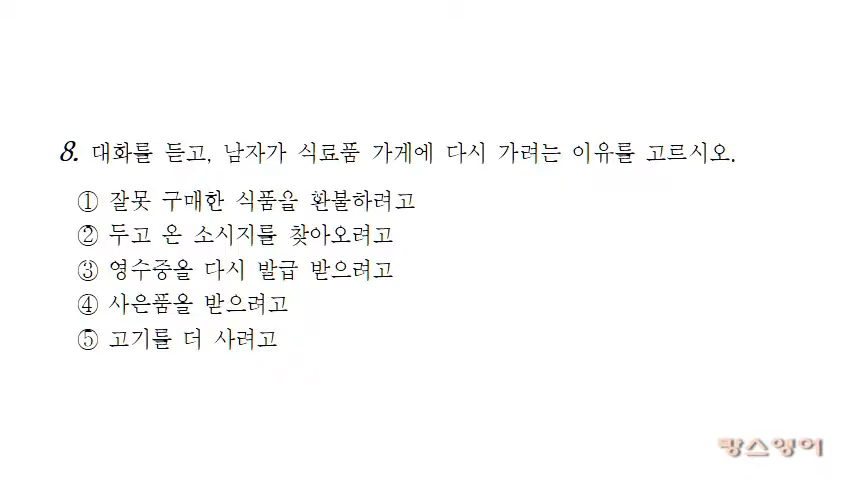 8. 대화를 듣고, 남자가 식료품 가게에 다시 가려는 이유를 고르시오.
① 잘못 구매한 식품을 환불하려고
② 두고 온 소시지를 찾아오려고
③ 영수증을 다시 발급 받으려고
④ 사은품을 받으려고
⑤ 고기를 더 사려고
팡스영어